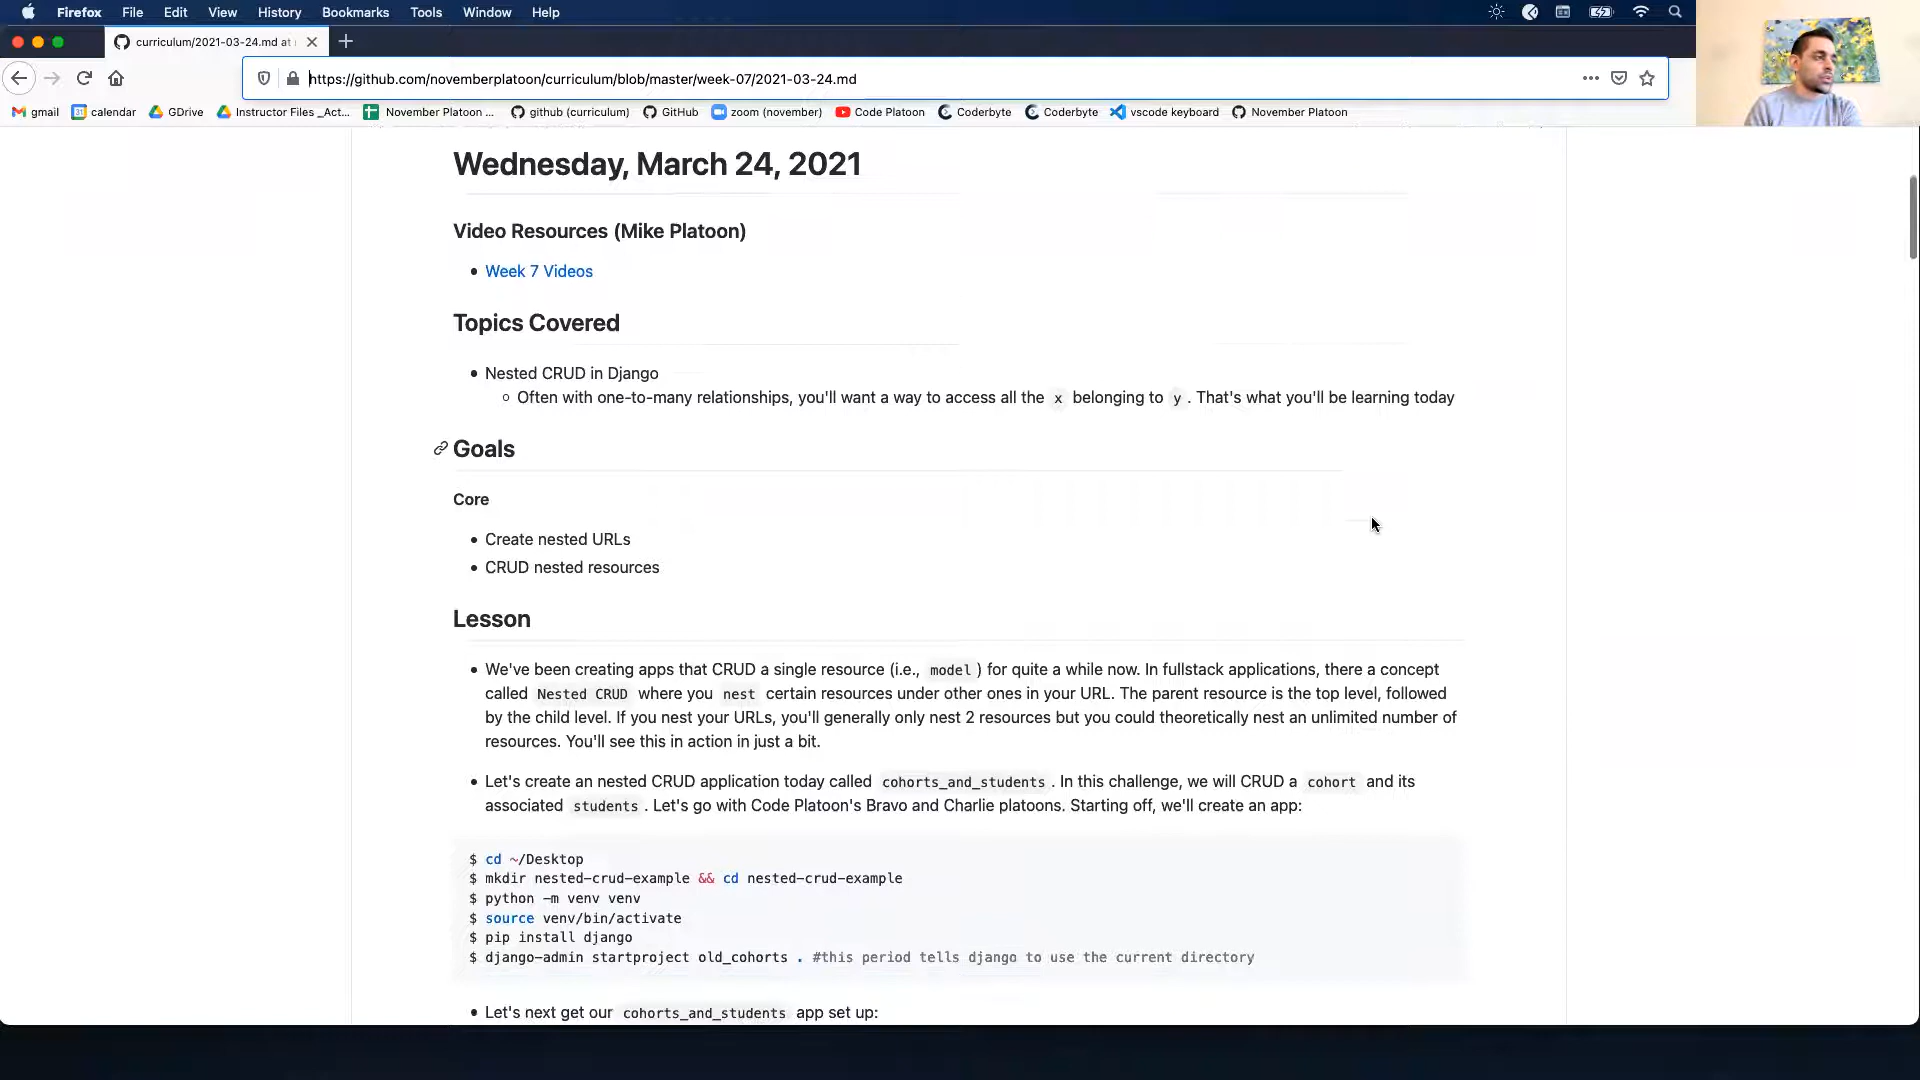 Firefox File Edit View History Bookmarks Tools Window Help
curriculum/2021-03-24.md at
https://github.com/novemberplatoon/curriculum/blob/master/week-07/2021-03-24.md
gmail calendar GDrive Instructor Files _Act... November Platoon ... github (curriculum) GitHub zoom (november) Code Platoon Coderbyte Coderbyte vscode keyboard November Platoon
Wednesday, March 24, 2021
Video Resources (Mike Platoon)
• Week 7 Videos
Topics Covered
• Nested CRUD in Django
○ Often with one-to-many relationships, you'll want a way to access all the x belonging to y . That's what you'll be learning today
Goals
Core
• Create nested URLs
• CRUD nested resources
Lesson
• We've been creating apps that CRUD a single resource (i.e., model ) for quite a while now. In fullstack applications, there a concept
called Nested CRUD where you nest certain resources under other ones in your URL. The parent resource is the top level, followed
by the child level. If you nest your URLs, you'll generally only nest 2 resources but you could theoretically nest an unlimited number of
resources. You'll see this in action in just a bit.
• Let's create an nested CRUD application today called cohorts_and_students . In this challenge, we will CRUD a cohort and its
associated students . Let's go with Code Platoon's Bravo and Charlie platoons. Starting off, we'll create an app:
$ cd ~/Desktop
$ mkdir nested-crud-example && cd nested-crud-example
$ python -m venv venv
$ source venv/bin/activate
$ pip install django
$ django-admin startproject old_cohorts . #this period tells django to use the current directory
• Let's next get our cohorts_and_students app set up: